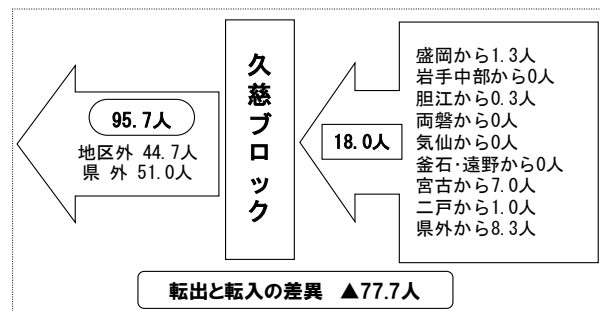 95.7人
地区外 44.7人
県 外 51.0人
久慈ブロック
18.0人
盛岡から1.3人
岩手中部から0人
胆江から0.3人
両磐から0人
気仙から0人
釜石・遠野から0人
宮古から7.0人
二戸から1.0人
県外から8.3人
転出と転入の差異 ▲77.7人